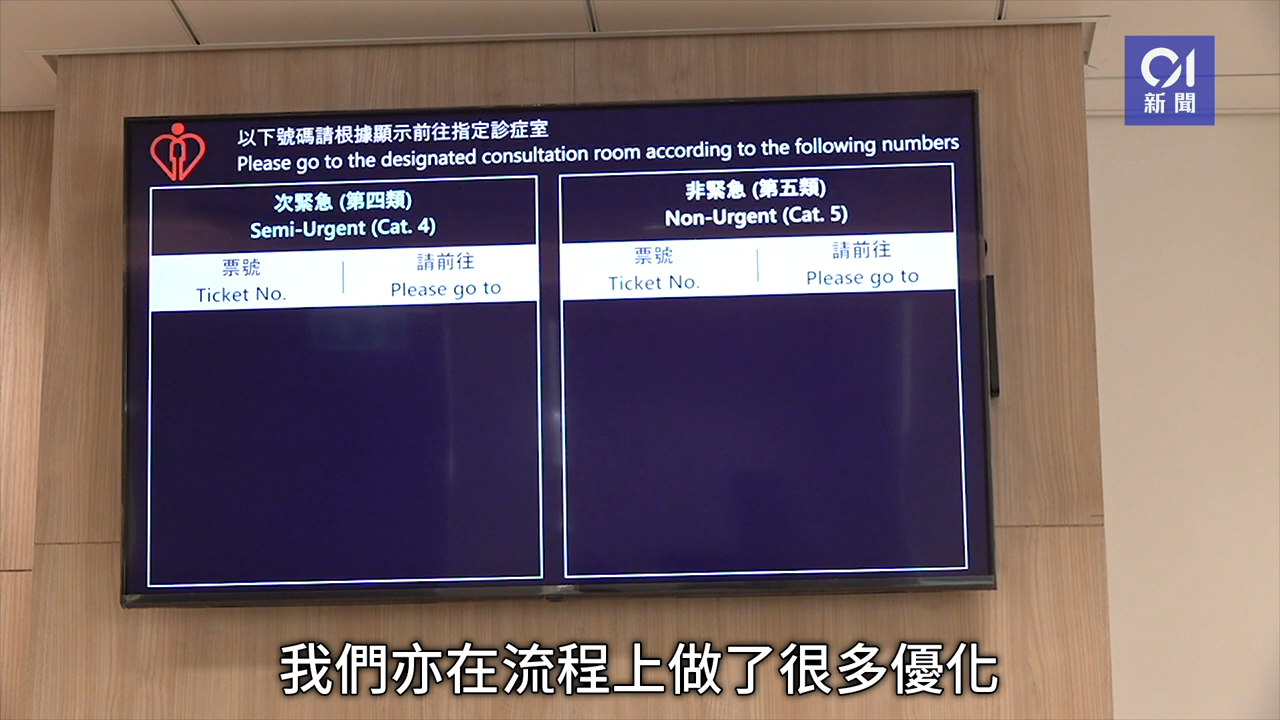 01
新聞
以下號碼請根據顯示前往指定診症室
Please go to the designated consultation room according to the following numbers
次緊急 (第四類)
Semi-Urgent (Cat. 4)
票號
Ticket No.
請前往
Please go to
非緊急 (第五類)
Non-Urgent (Cat. 5)
票號
Ticket No.
請前往
Please go to
我們亦在流程上做了很多優化